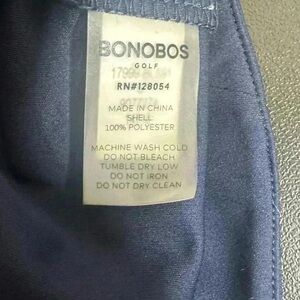 BONOBOS
GOLF
RN#128054
MADE IN CHINA
SHELL:
100% POLYESTER
MACHINE WASH COLD
DO NOT BLEACH
TUMBLE DRY LOW
DO NOT IRON
DO NOT DRY CLEAN